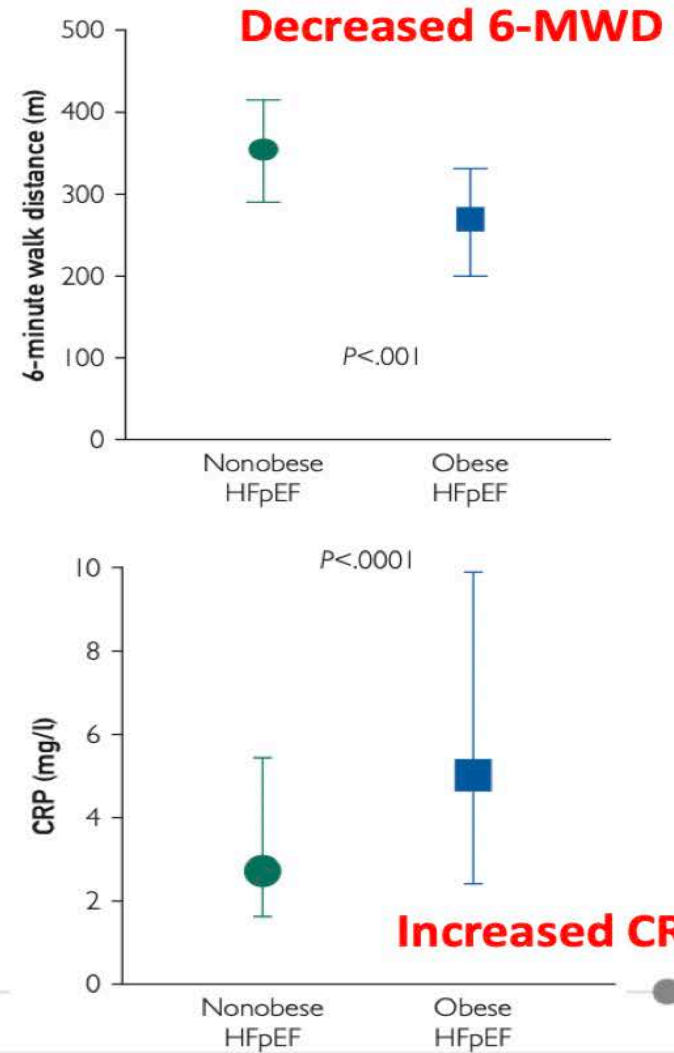 Decreased 6-MWD
500
400
300
200
100
0
6-minute walk distance (m)
P<.001
Nonobese
HFpEF
Obese
HFpEF
P<.0001
10
8
6
4
2
0
CRP (mg/l)
Increased CR
Nonobese
HFpEF
Obese
HFpEF